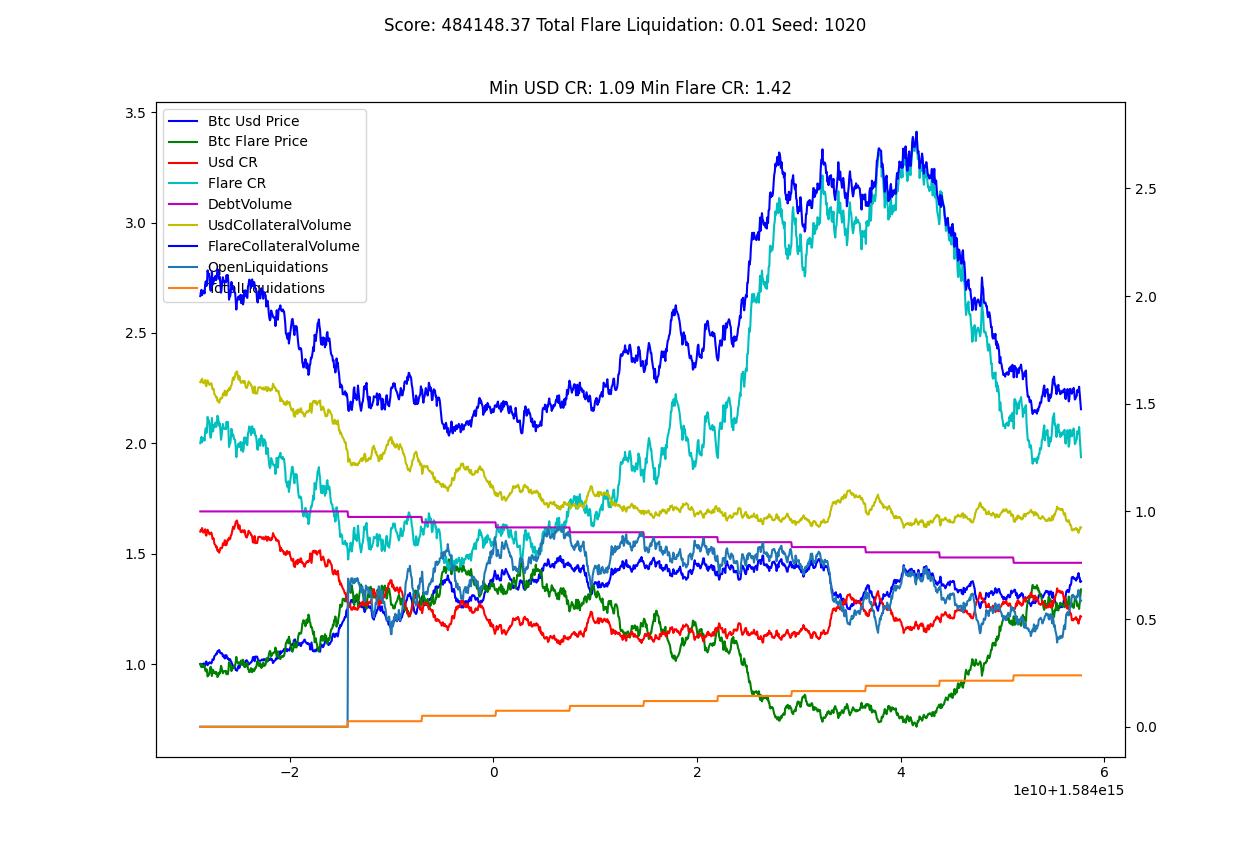 Score: 484148.37 Total Flare Liquidation: 0.01 Seed: 1020
Min USD CR: 1.09 Min Flare CR: 1.42
3.5
3.0
2.5
2.0
1.5
1.0
Btc Usd Price
Btc Flare Price
Usd CR
Flare CR
DebtVolume
UsdCollateralVolume
FlareCollateralVolume
OpenLiquidations
TotalLiquidations
2.5
2.0
1.5
1.0
0.5
0.0
−2 0 2 4 6
1e10+1.584e15